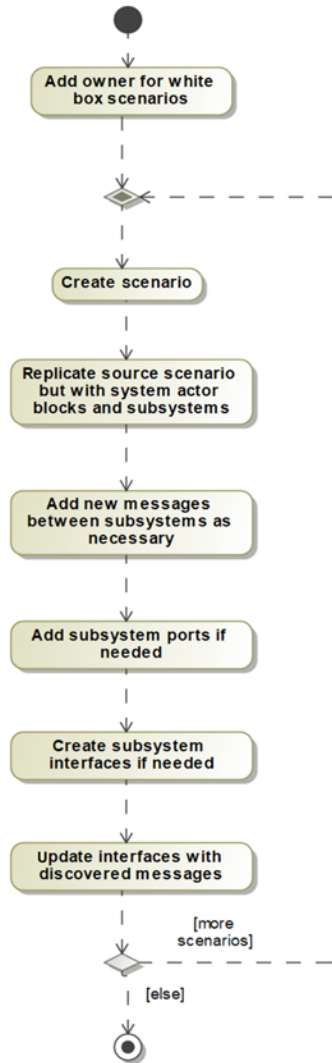 Add owner for white
box scenarios
Create scenario
Replicate source scenario
but with system actor
blocks and subsystems
Add new messages
between subsystems as
necessary
Add subsystem ports if
needed
Create subsystem
interfaces if needed
Update interfaces with
discovered messages
[more
scenarios]
[else]